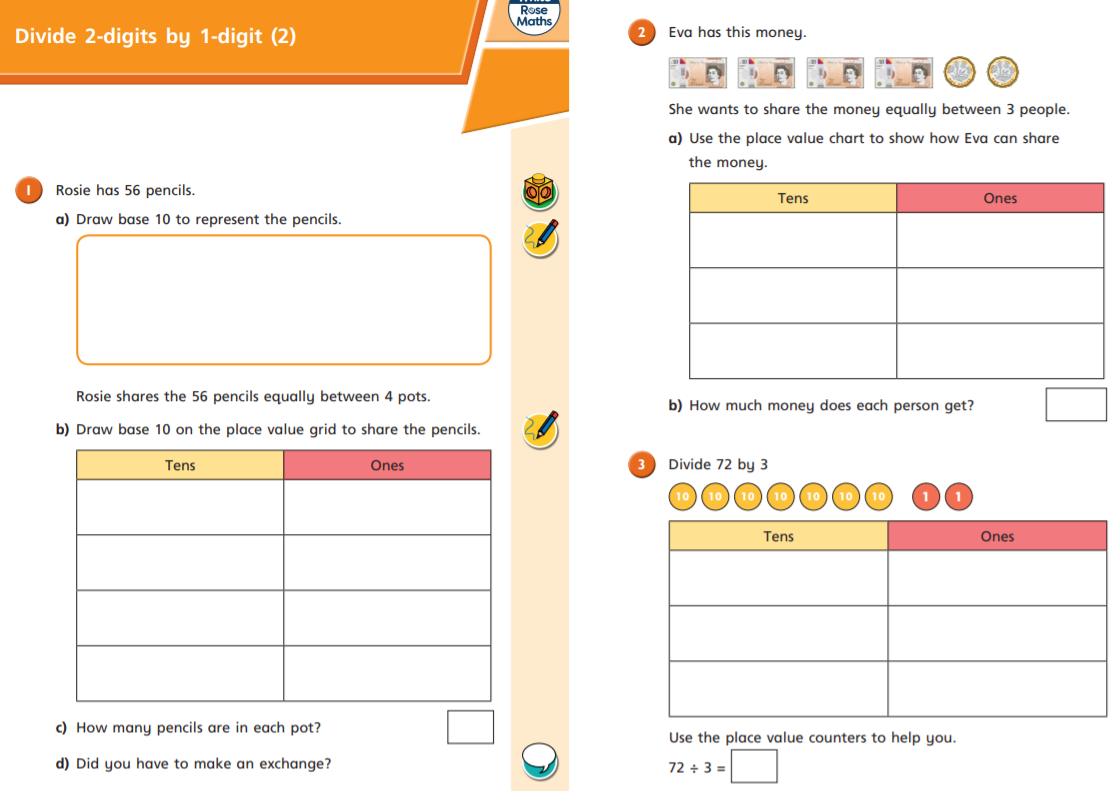 Divide 2-digits by 1-digit (2)
Rose
Maths
1
Rosie has 56 pencils.
a) Draw base 10 to represent the pencils.
Rosie shares the 56 pencils equally between 4 pots.
b) Draw base 10 on the place value grid to share the pencils.
Tens Ones
c) How many pencils are in each pot?
d) Did you have to make an exchange?
2
Eva has this money.
She wants to share the money equally between 3 people.
a) Use the place value chart to show how Eva can share
the money.
Tens Ones
b) How much money does each person get?
3
Divide 72 by 3
10 10 10 10 10 10 10 1 1
Tens Ones
Use the place value counters to help you.
72 ÷ 3 =